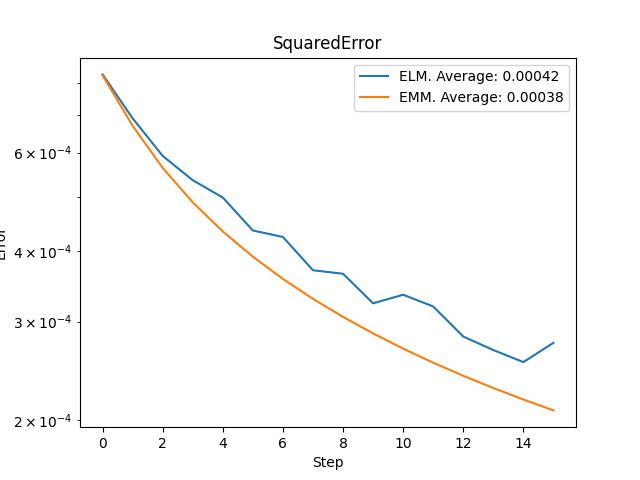 SquaredError
ELM. Average: 0.00042
EMM. Average: 0.00038
Error
6 × 10⁻⁴
4 × 10⁻⁴
3 × 10⁻⁴
2 × 10⁻⁴
0 2 4 6 8 10 12 14
Step